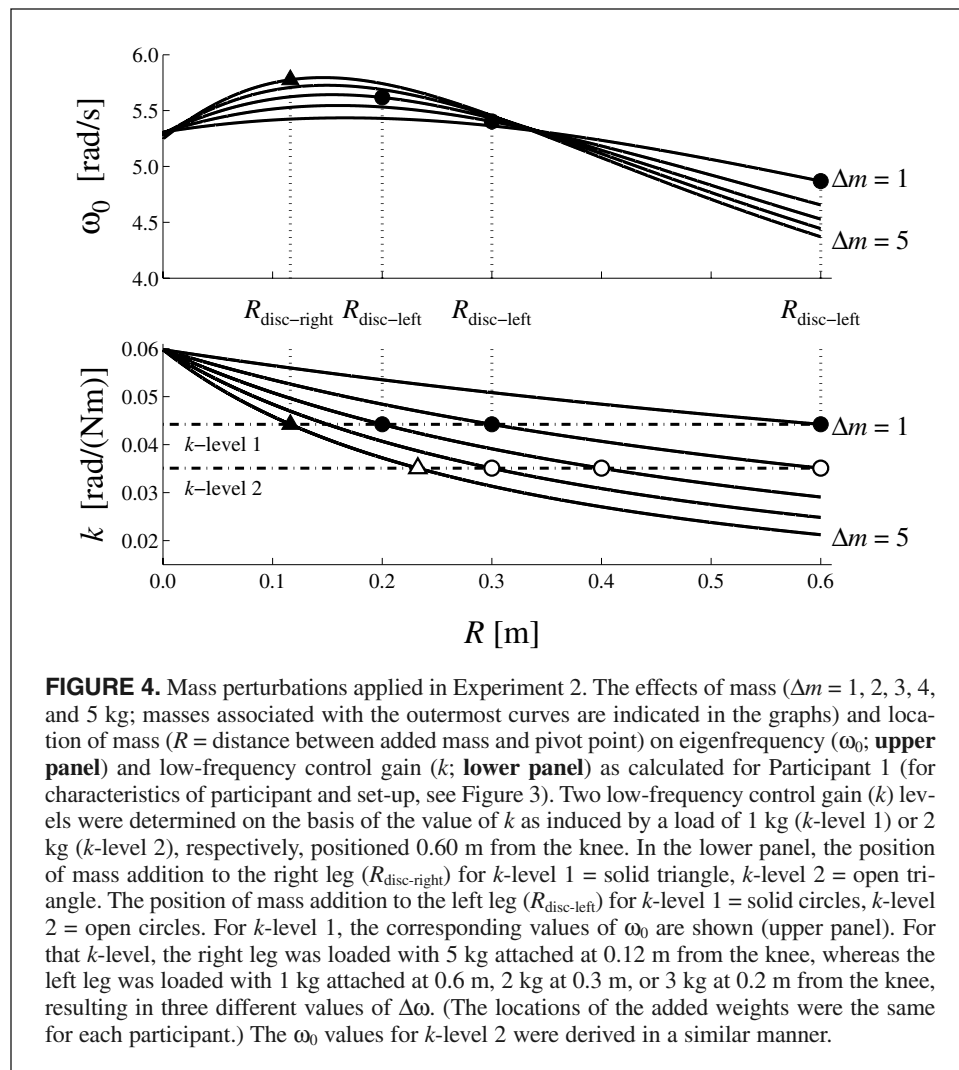 6.0
5.5
5.0
4.5
4.0
ω0 [rad/s]
Δm = 1
Δm = 5
Rdisc−right Rdisc−left Rdisc−left Rdisc−left
0.06
0.05
0.04
0.03
0.02
k [rad/(Nm)]
k−level 1
k−level 2
Δm = 1
Δm = 5
0.0 0.1 0.2 0.3 0.4 0.5 0.6
R [m]
FIGURE 4. Mass perturbations applied in Experiment 2. The effects of mass (Δm = 1, 2, 3, 4,
and 5 kg; masses associated with the outermost curves are indicated in the graphs) and loca-
tion of mass (R = distance between added mass and pivot point) on eigenfrequency (ω0; upper
panel) and low-frequency control gain (k; lower panel) as calculated for Participant 1 (for
characteristics of participant and set-up, see Figure 3). Two low-frequency control gain (k) lev-
els were determined on the basis of the value of k as induced by a load of 1 kg (k-level 1) or 2
kg (k-level 2), respectively, positioned 0.60 m from the knee. In the lower panel, the position
of mass addition to the right leg (Rdisc-right) for k-level 1 = solid triangle, k-level 2 = open tri-
angle. The position of mass addition to the left leg (Rdisc-left) for k-level 1 = solid circles, k-level
2 = open circles. For k-level 1, the corresponding values of ω0 are shown (upper panel). For
that k-level, the right leg was loaded with 5 kg attached at 0.12 m from the knee, whereas the
left leg was loaded with 1 kg attached at 0.6 m, 2 kg at 0.3 m, or 3 kg at 0.2 m from the knee,
resulting in three different values of Δω. (The locations of the added weights were the same
for each participant.) The ω0 values for k-level 2 were derived in a similar manner.